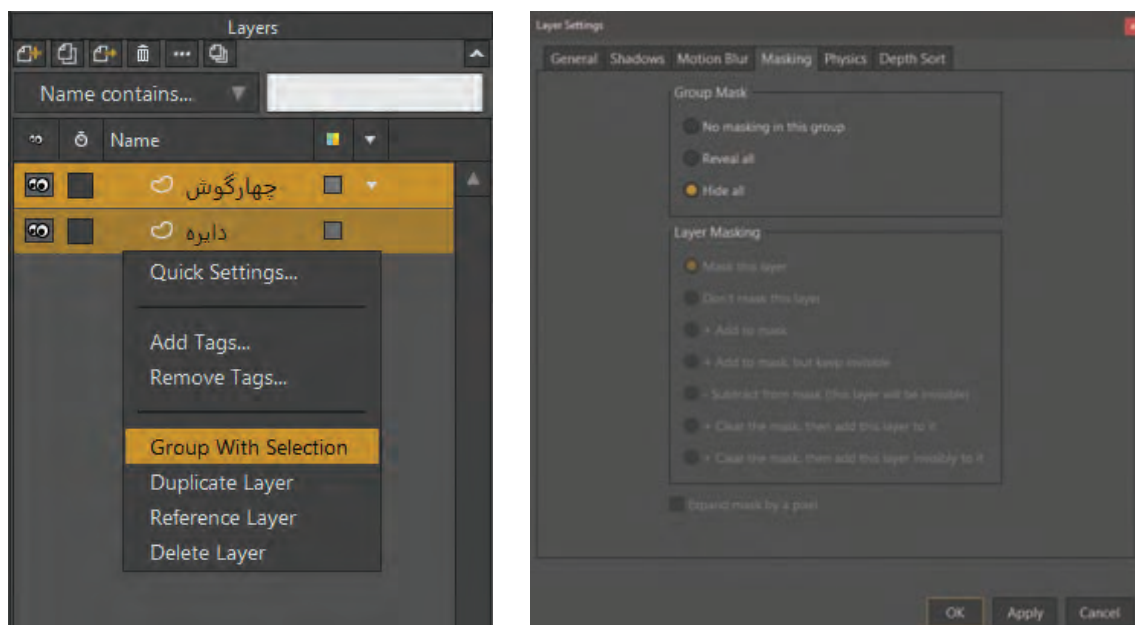 Layers
Name contains...
Name
چهارگوش
دایره
Quick Settings...
Add Tags...
Remove Tags...
Group With Selection
Duplicate Layer
Reference Layer
Delete Layer
Layer Settings
General Shadows Motion Blur Masking Physics Depth Sort
Group Mask
No masking in this group
Reveal all
Hide all
Layer Masking
Mask this layer
Don't mask this layer
+ Add to mask
+ Add to mask, but keep invisible
- Subtract from mask (this layer will be invisible)
+ Clear the mask, then add this layer to it
+ Clear the mask, then add this layer invisibly to it
Expand mask by a pixel
OK Apply Cancel